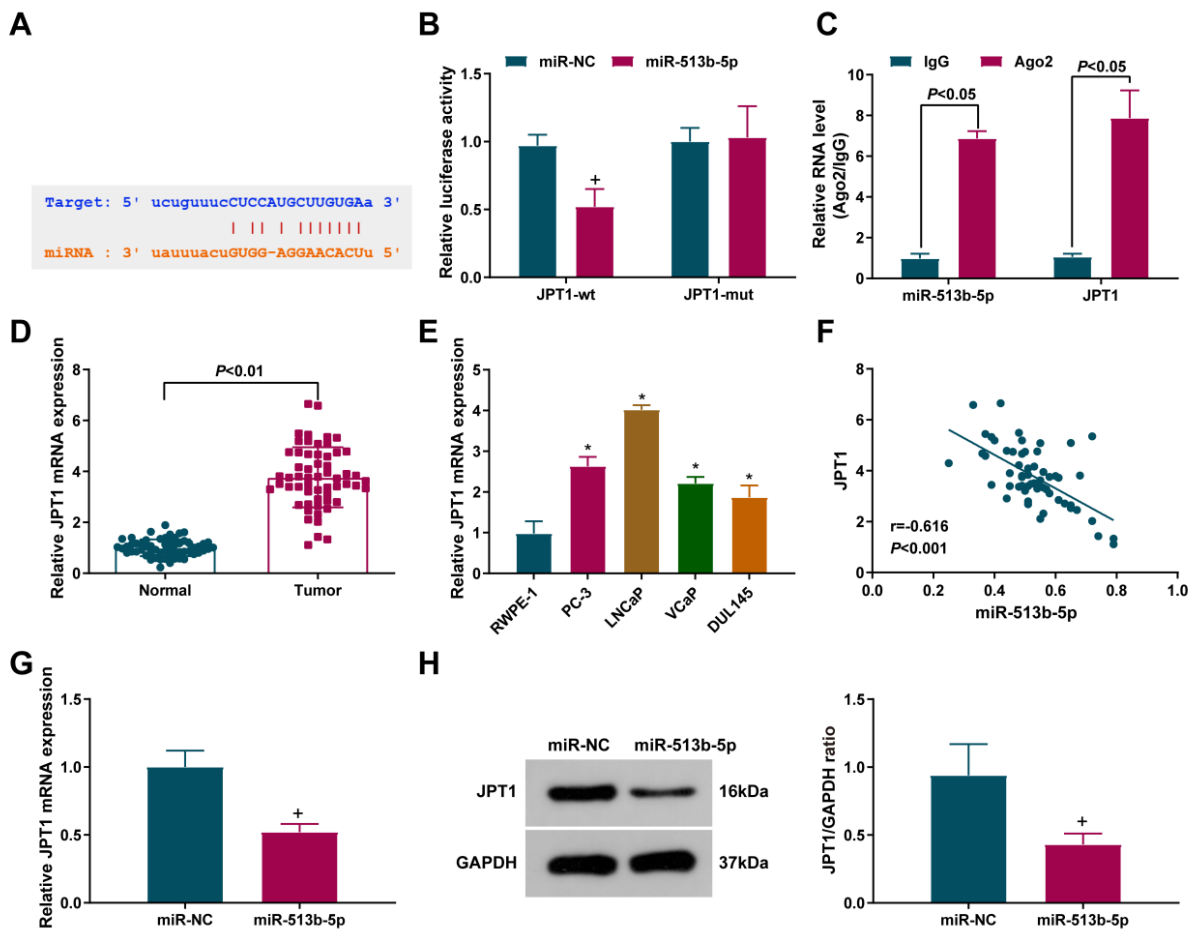 A
Target: 5' ucuguuucCUCCAUGCUUGUGAa 3'
| || | |||||||
miRNA : 3' uauuuacuGUGG-AGGAACACUu 5'
B
miR-NC miR-513b-5p
Relative luciferase activity
1.5
1.0
0.5
0.0
+
JPT1-wt JPT1-mut
C
IgG Ago2
Relative RNA level
(Ago2/IgG)
10
8
6
4
2
0
P<0.05
P<0.05
miR-513b-5p JPT1
D
Relative JPT1 mRNA expression
8
6
4
2
0
P<0.01
Normal Tumor
E
Relative JPT1 mRNA expression
5
4
3
2
1
0
* * * *
RWPE-1 PC-3 LNCaP VCaP DUL145
F
JPT1
8
6
4
2
0
r=-0.616
P<0.001
0.0 0.2 0.4 0.6 0.8 1.0
miR-513b-5p
G
Relative JPT1 mRNA expression
1.5
1.0
0.5
0.0
+
miR-NC miR-513b-5p
H
miR-NC miR-513b-5p
JPT1 16kDa
GAPDH 37kDa
JPT1/GAPDH ratio
1.5
1.0
0.5
0.0
+
miR-NC miR-513b-5p